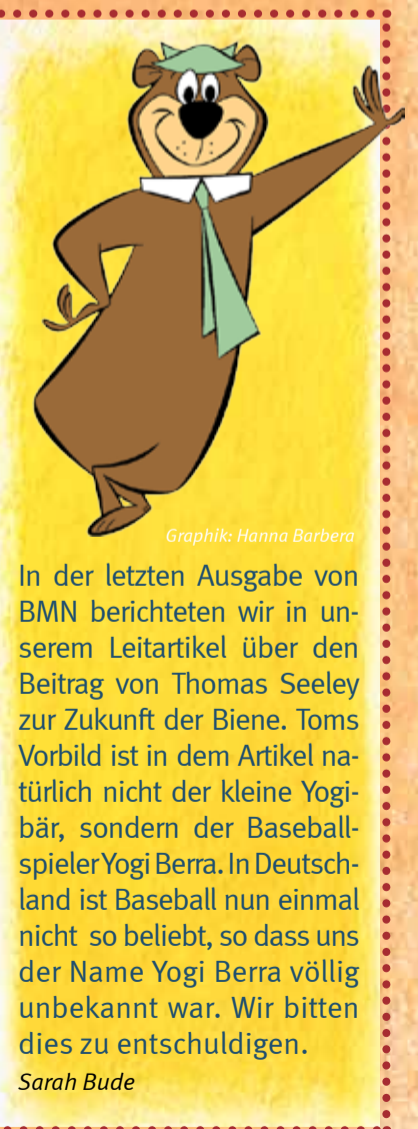 Graphik: Hanna Barbera
In der letzten Ausgabe von
BMN berichteten wir in un-
serem Leitartikel über den
Beitrag von Thomas Seeley
zur Zukunft der Biene. Toms
Vorbild ist in dem Artikel na-
türlich nicht der kleine Yogi-
bär, sondern der Baseball-
spieler Yogi Berra. In Deutsch-
land ist Baseball nun einmal
nicht so beliebt, so dass uns
der Name Yogi Berra völlig
unbekannt war. Wir bitten
dies zu entschuldigen.
Sarah Bude